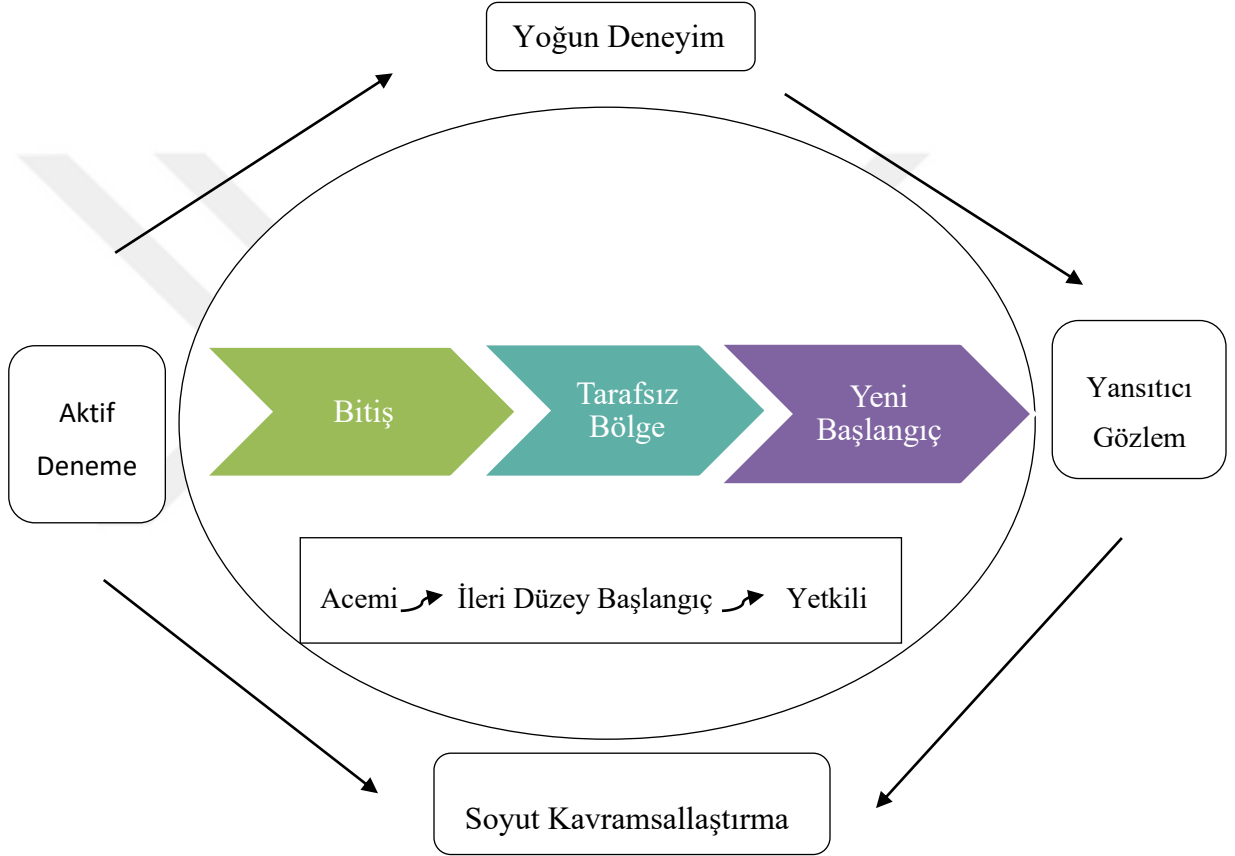 Yoğun Deneyim
Aktif
Deneme
Bitiş
Tarafsız
Bölge
Yeni
Başlangıç
Yansıtıcı
Gözlem
Acemi İleri Düzey Başlangıç Yetkili
Soyut Kavramsallaştırma